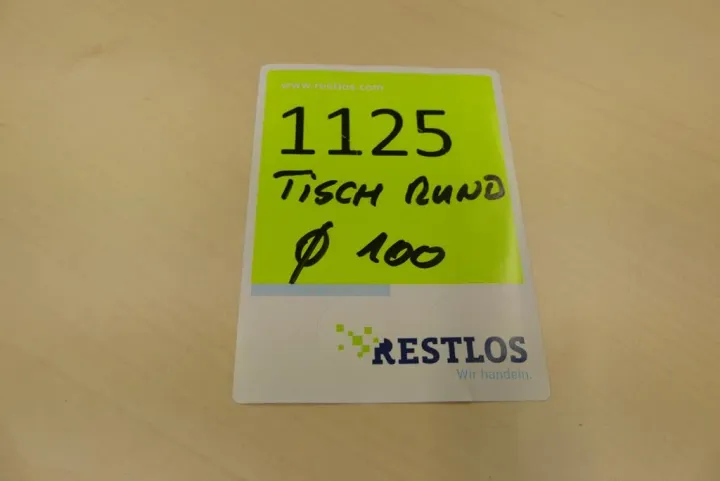 www.restlos.com
1125
TISCH RUND
Ø 100
RESTLOS
Wir handeln.